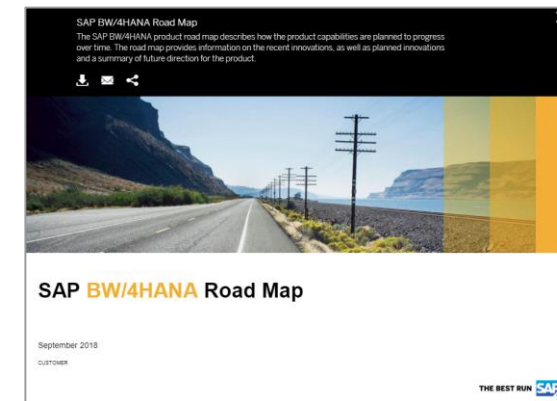 SAP BW/4HANA Road Map
The SAP BW/4HANA product road map describes how the product capabilities are planned to progress
over time. The road map provides information on the recent innovations, as well as planned innovations
and a summary of future direction for the product.
SAP BW/4HANA Road Map
September 2018
CUSTOMER
THE BEST RUN SAP